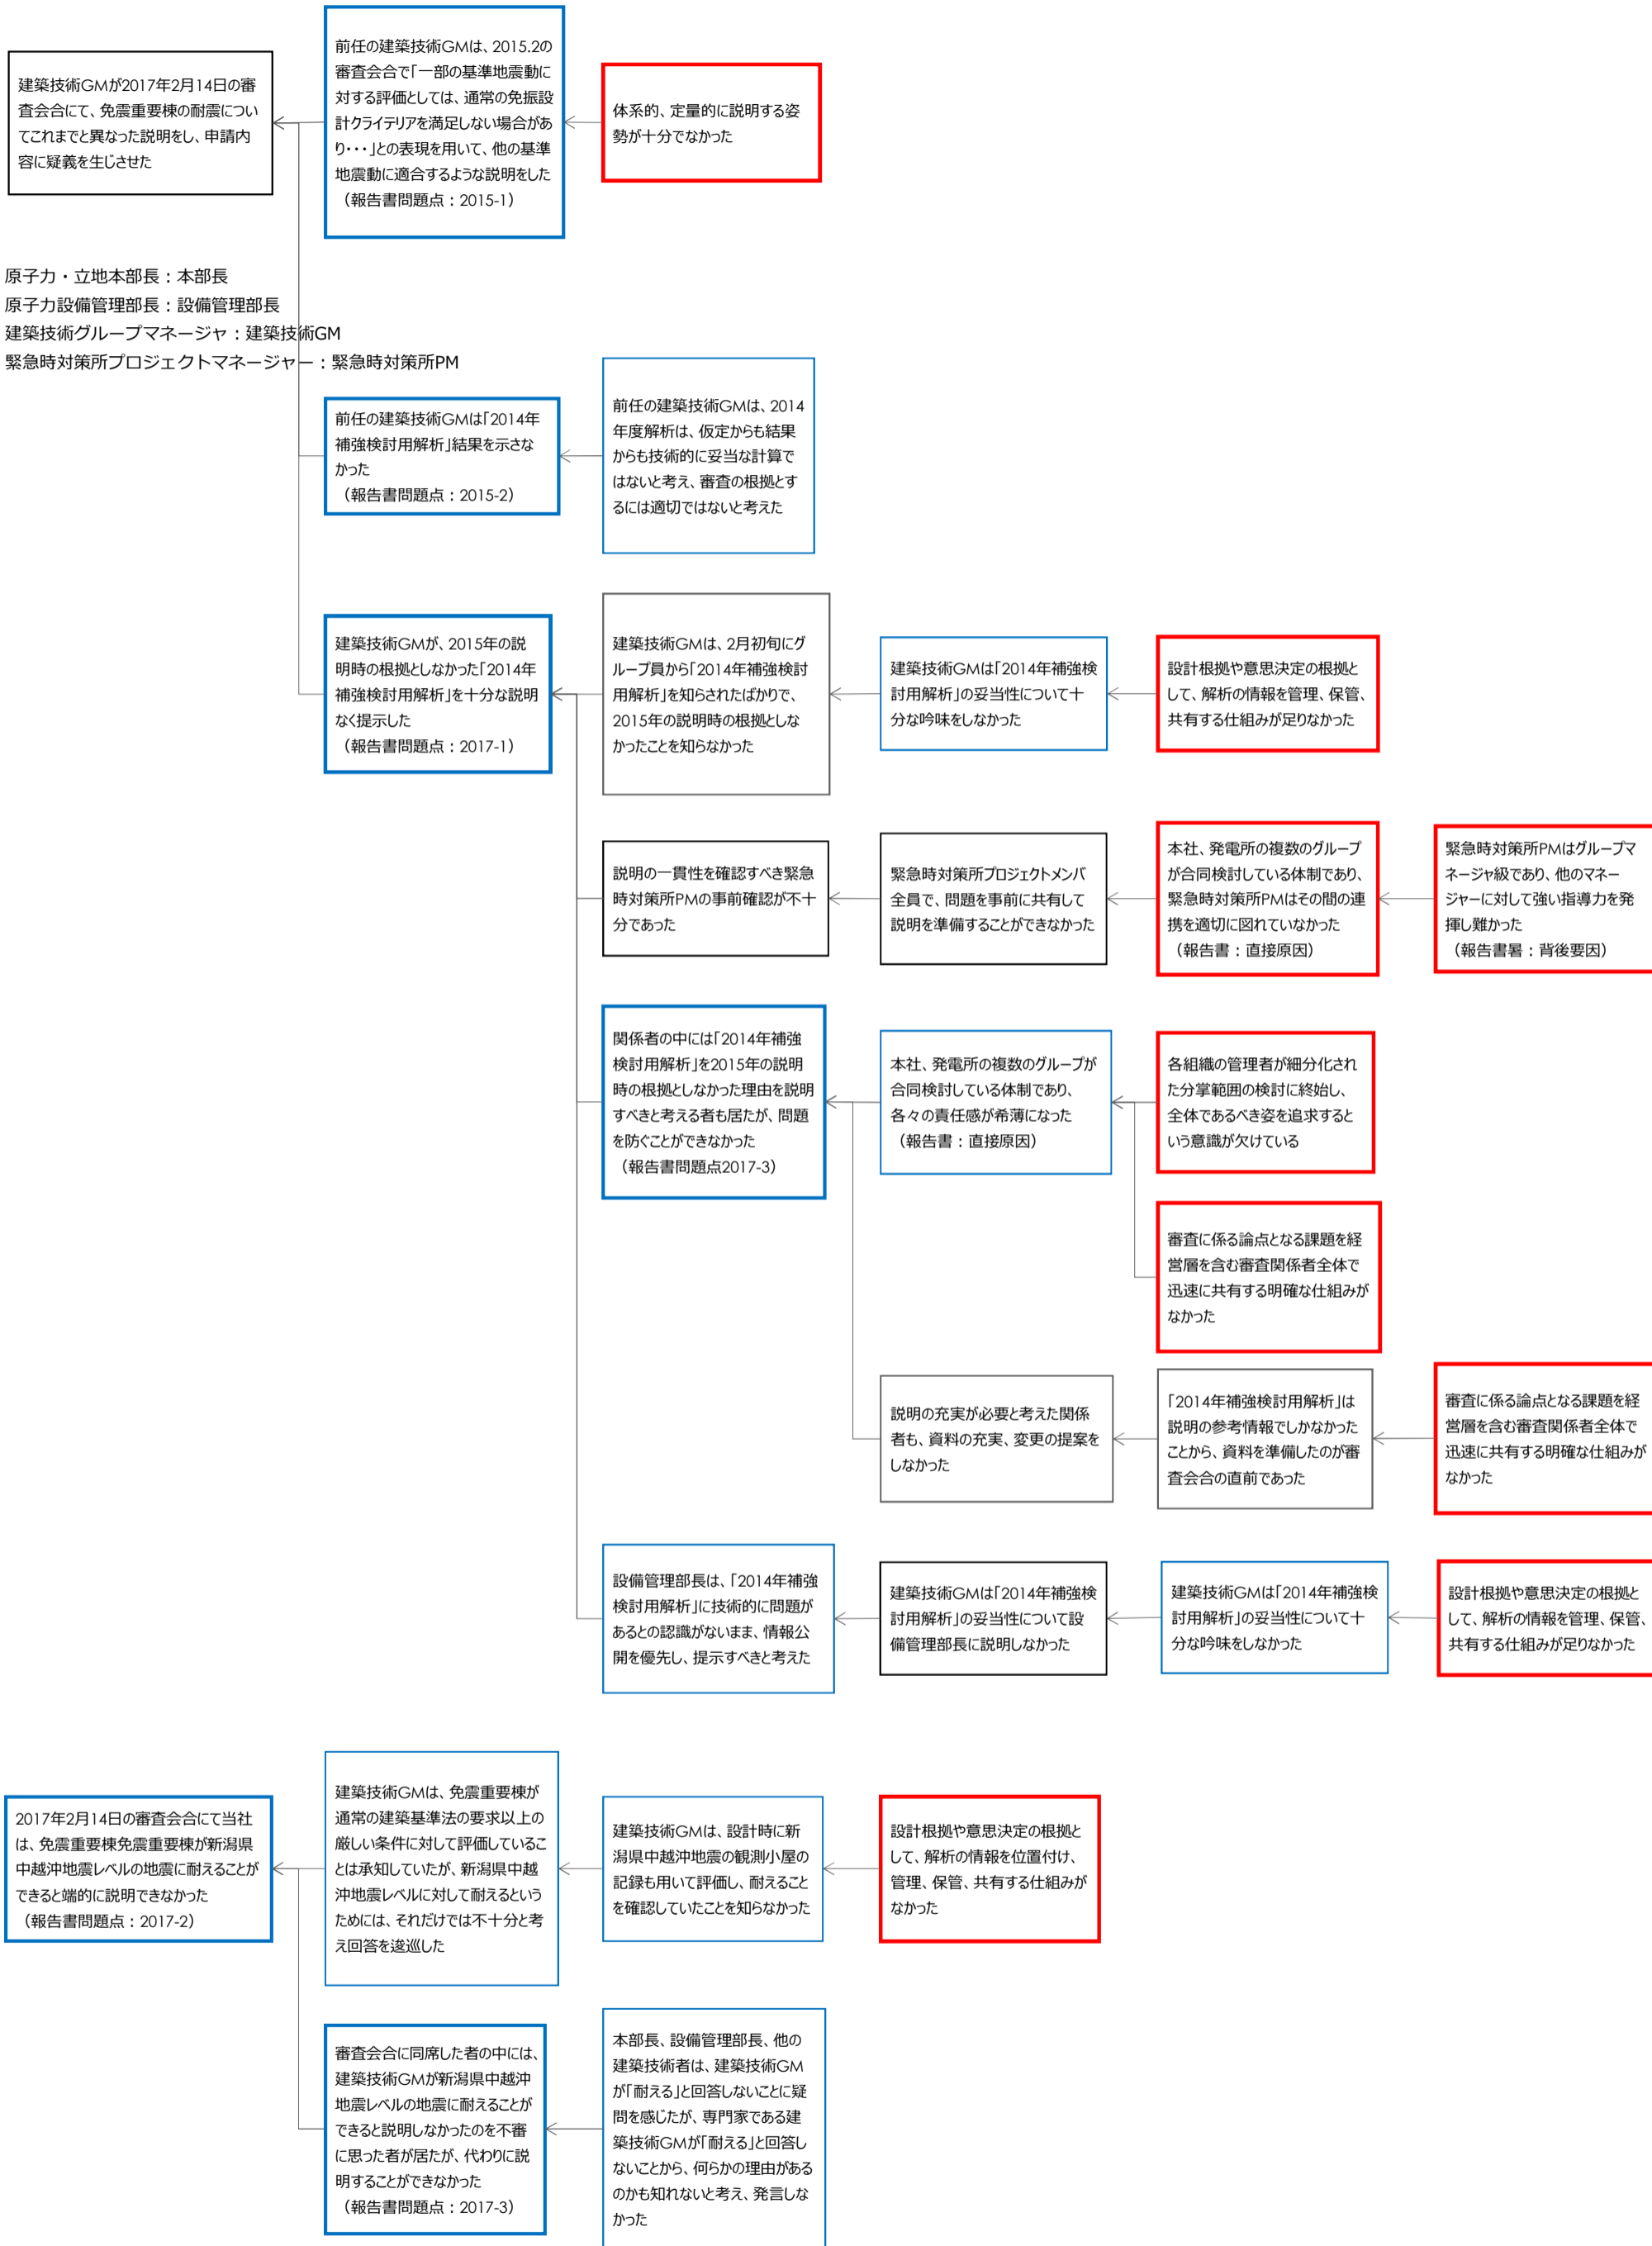 建築技術GMが2017年2月14日の審
査会合にて、免震重要棟の耐震につい
てこれまでと異なった説明をし、申請内
容に疑義を生じさせた
前任の建築技術GMは、2015.2の
審査会合で「一部の基準地震動に
対する評価としては、通常の免振設
計クライテリアを満足しない場合があ
り・・・」との表現を用いて、他の基準
地震動に適合するような説明をした
（報告書問題点：2015-1）
体系的、定量的に説明する姿
勢が十分でなかった
原子力・立地本部長：本部長
原子力設備管理部長：設備管理部長
建築技術グループマネージャ：建築技術GM
緊急時対策所プロジェクトマネージャー：緊急時対策所PM
前任の建築技術GMは「2014年
補強検討用解析」結果を示さな
かった
（報告書問題点：2015-2）
前任の建築技術GMは、2014
年度解析は、仮定からも結果
からも技術的に妥当な計算で
はないと考え、審査の根拠とす
るには適切ではないと考えた
建築技術GMが、2015年の説
明時の根拠としなかった「2014年
補強検討用解析」を十分な説明
なく提示した
（報告書問題点：2017-1）
建築技術GMは、2月初旬にグ
ループ員から「2014年補強検討
用解析」を知らされたばかりで、
2015年の説明時の根拠としな
かったことを知らなかった
建築技術GMは「2014年補強検
討用解析」の妥当性について十
分な吟味をしなかった
設計根拠や意思決定の根拠と
して、解析の情報を管理、保管、
共有する仕組みが足りなかった
説明の一貫性を確認すべき緊急
時対策所PMの事前確認が不十
分であった
緊急時対策所プロジェクトメンバ
全員で、問題を事前に共有して
説明を準備することができなかった
本社、発電所の複数のグループ
が合同検討している体制であり、
緊急時対策所PMはその間の連
携を適切に図れていなかった
（報告書：直接原因）
緊急時対策所PMはグループマ
ネージャ級であり、他のマネー
ジャーに対して強い指導力を発
揮し難かった
（報告書暑：背後要因）
関係者の中には「2014年補強
検討用解析」を2015年の説明
時の根拠としなかった理由を説明
すべきと考える者も居たが、問題
を防ぐことができなかった
（報告書問題点2017-3）
本社、発電所の複数のグループが
合同検討している体制であり、
各々の責任感が希薄になった
（報告書：直接原因）
各組織の管理者が細分化され
た分掌範囲の検討に終始し、
全体であるべき姿を追求すると
いう意識が欠けている
審査に係る論点となる課題を経
営層を含む審査関係者全体で
迅速に共有する明確な仕組みが
なかった
説明の充実が必要と考えた関係
者も、資料の充実、変更の提案を
しなかった
「2014年補強検討用解析」は
説明の参考情報でしかなかった
ことから、資料を準備したのが審
査会合の直前であった
審査に係る論点となる課題を経
営層を含む審査関係者全体で
迅速に共有する明確な仕組みが
なかった
設備管理部長は、「2014年補強
検討用解析」に技術的に問題が
あるとの認識がないまま、情報公
開を優先し、提示すべきと考えた
建築技術GMは「2014年補強検
討用解析」の妥当性について設
備管理部長に説明しなかった
建築技術GMは「2014年補強検
討用解析」の妥当性について十
分な吟味をしなかった
設計根拠や意思決定の根拠と
して、解析の情報を管理、保管、
共有する仕組みが足りなかった
2017年2月14日の審査会合にて当社
は、免震重要棟免震重要棟が新潟県
中越沖地震レベルの地震に耐えることが
できると端的に説明できなかった
（報告書問題点：2017-2）
建築技術GMは、免震重要棟が
通常の建築基準法の要求以上の
厳しい条件に対して評価しているこ
とは承知していたが、新潟県中越
沖地震レベルに対して耐えるという
ためには、それだけでは不十分と考
え回答を逡巡した
建築技術GMは、設計時に新
潟県中越沖地震の観測小屋の
記録も用いて評価し、耐えること
を確認していたことを知らなかった
設計根拠や意思決定の根拠と
して、解析の情報を位置付け、
管理、保管、共有する仕組みが
なかった
審査会合に同席した者の中には、
建築技術GMが新潟県中越沖
地震レベルの地震に耐えることが
できると説明しなかったのを不審
に思った者が居たが、代わりに説
明することができなかった
（報告書問題点：2017-3）
本部長、設備管理部長、他の
建築技術者は、建築技術GM
が「耐える」と回答しないことに疑
問を感じたが、専門家である建
築技術GMが「耐える」と回答し
ないことから、何らかの理由がある
のかも知れないと考え、発言しな
かった